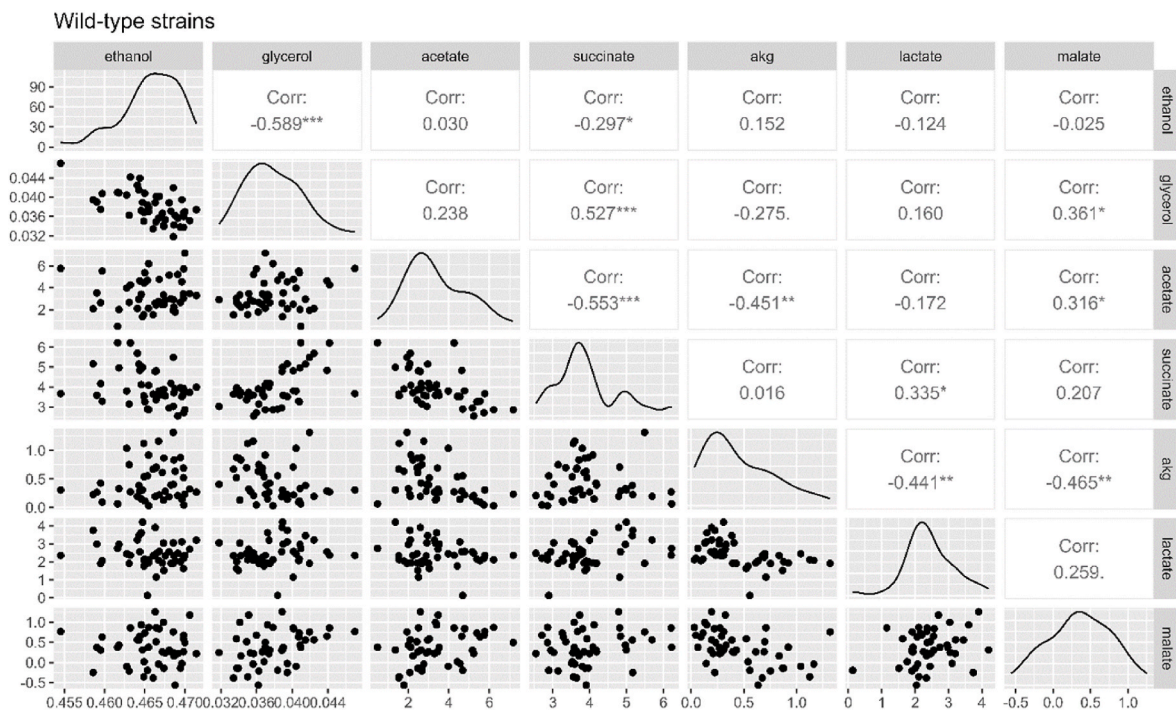 Wild-type strains
ethanol glycerol acetate succinate akg lactate malate
90
60
30
0
Corr: Corr: Corr: Corr: Corr: Corr:
-0.589*** 0.030 -0.297* 0.152 -0.124 -0.025
ethanol
0.044
0.040
0.036
0.032
Corr: Corr: Corr: Corr: Corr:
0.238 0.527*** -0.275. 0.160 0.361*
glycerol
6
4
2
Corr: Corr: Corr: Corr:
-0.553*** -0.451** -0.172 0.316*
acetate
6
5
4
3
Corr: Corr: Corr:
0.016 0.335* 0.207
succinate
1.0
0.5
0.0
Corr: Corr:
-0.441** -0.465**
akg
4
3
2
1
0
Corr:
0.259.
lactate
1.0
0.5
0.0
-0.5
malate
0.455 0.460 0.465 0.470 0.032 0.036 0.040 0.044 2 4 6 3 4 5 6 0.0 0.5 1.0 0 1 2 3 4 -0.5 0.0 0.5 1.0